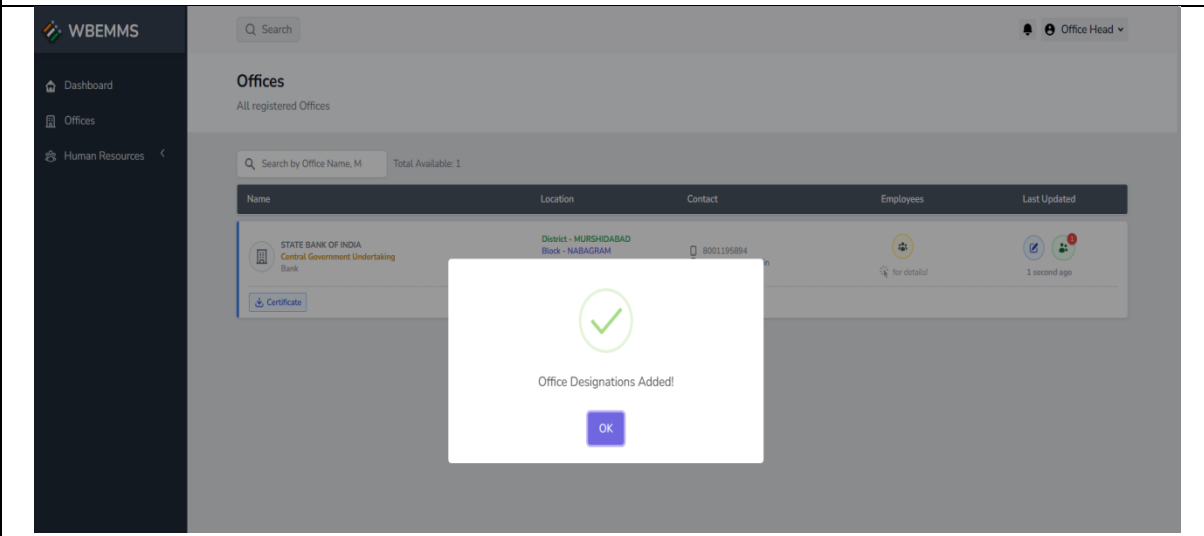 WBEMMS
Search
Office Head
Dashboard
Offices
Human Resources
Offices
All registered Offices
Search by Office Name, M
Total Available: 1
Name Location Contact Employees Last Updated
STATE BANK OF INDIA
Central Government Undertaking
Bank
District - MURSHIDABAD
Block - NABAGRAM
8001195894
for details!
1
1 second ago
Certificate
Office Designations Added!
OK